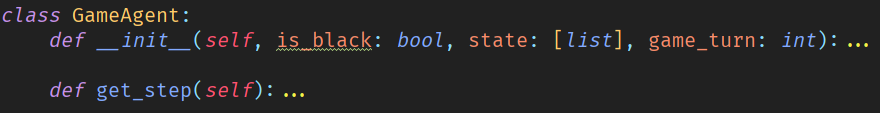 class GameAgent:
    def __init__(self, is_black: bool, state: [list], game_turn: int):...
    def get_step(self):...